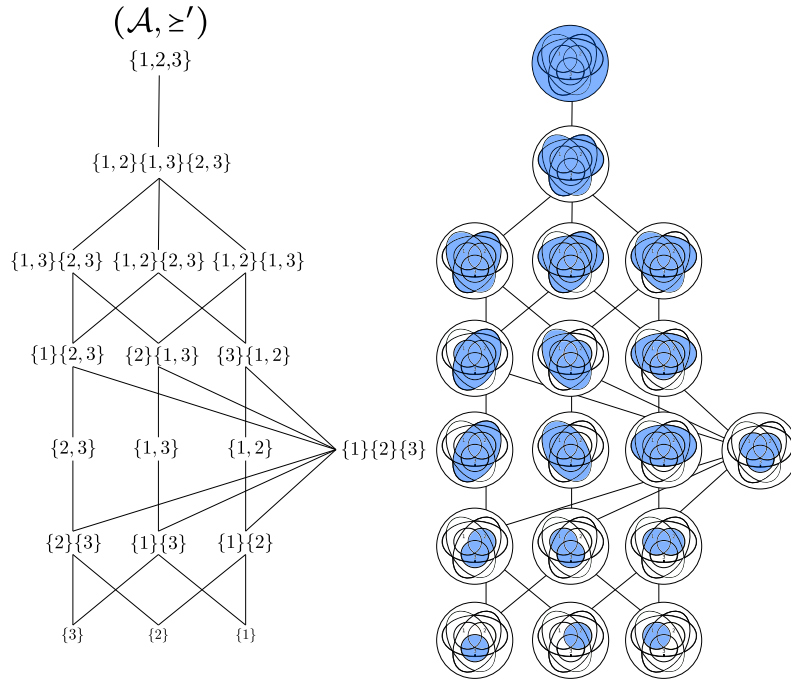 (𝒜, ≥′)
{1,2,3}
{1, 2}{1, 3}{2, 3}
{1, 3}{2, 3} {1, 2}{2, 3} {1, 2}{1, 3}
{1}{2, 3} {2}{1, 3} {3}{1, 2}
{2, 3} {1, 3} {1, 2} {1}{2}{3}
{2}{3} {1}{3} {1}{2}
{3} {2} {1}